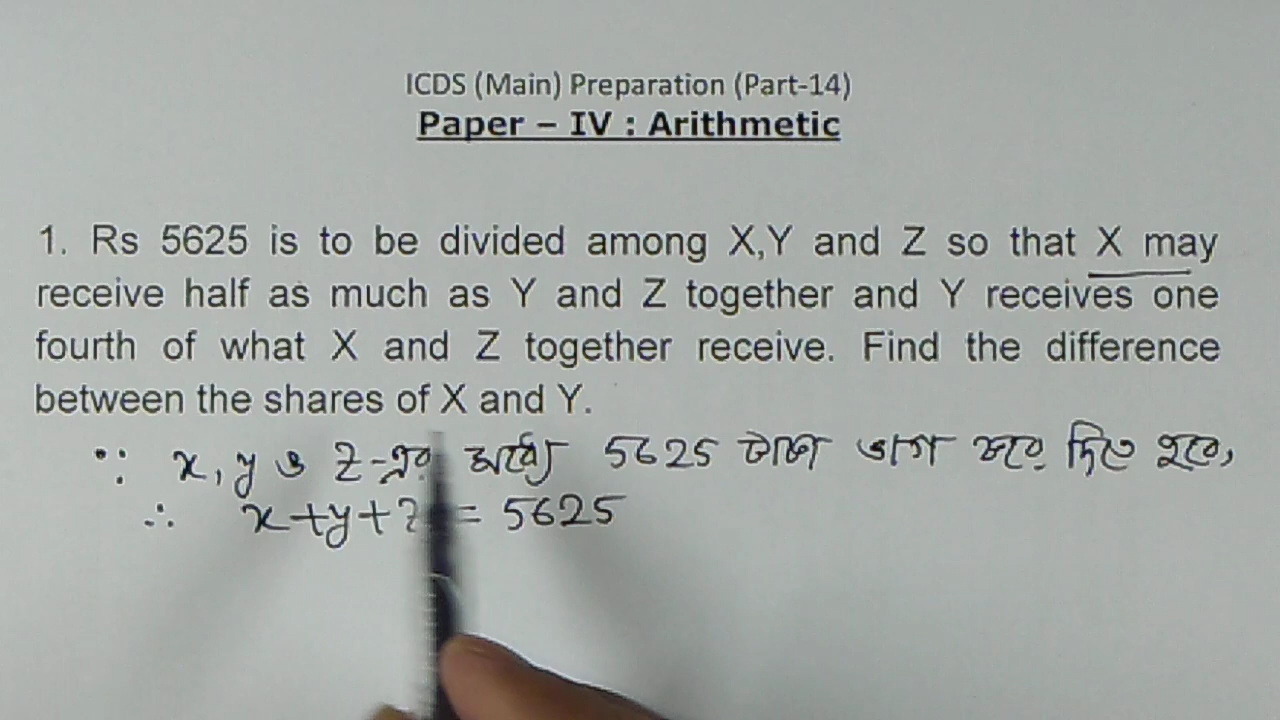 ICDS (Main) Preparation (Part-14)
Paper – IV : Arithmetic
1. Rs 5625 is to be divided among X,Y and Z so that X may
receive half as much as Y and Z together and Y receives one
fourth of what X and Z together receive. Find the difference
between the shares of X and Y.
∵ x, y ও z-এর মধ্যে 5625 টাকা ভাগ করে দিতে হবে,
∴ x+y+z = 5625